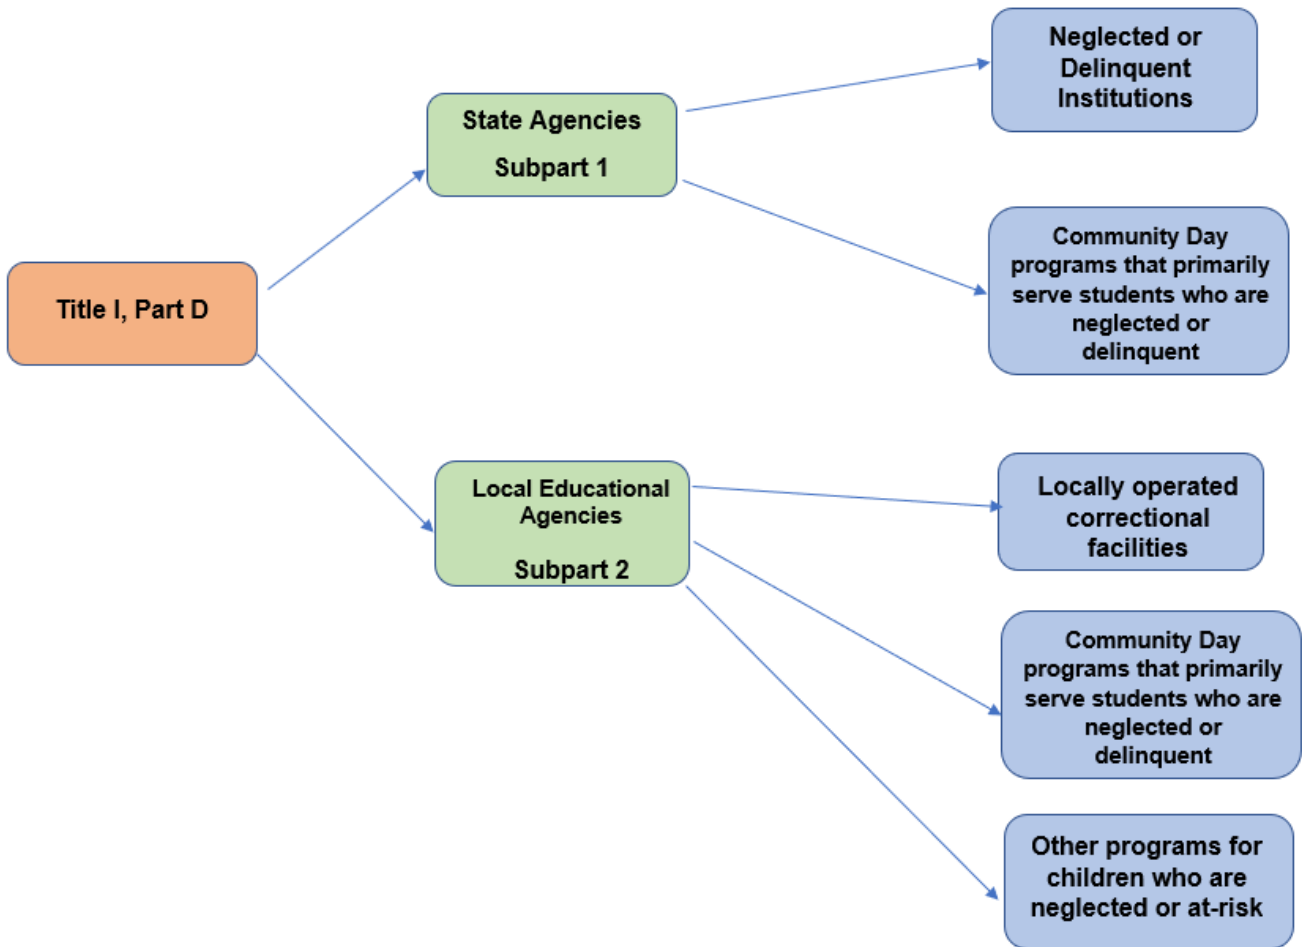 Title I, Part D
State Agencies
Subpart 1
Local Educational
Agencies
Subpart 2
Neglected or
Delinquent
Institutions
Community Day
programs that primarily
serve students who are
neglected or
delinquent
Locally operated
correctional
facilities
Community Day
programs that primarily
serve students who are
neglected or
delinquent
Other programs for
children who are
neglected or at-risk